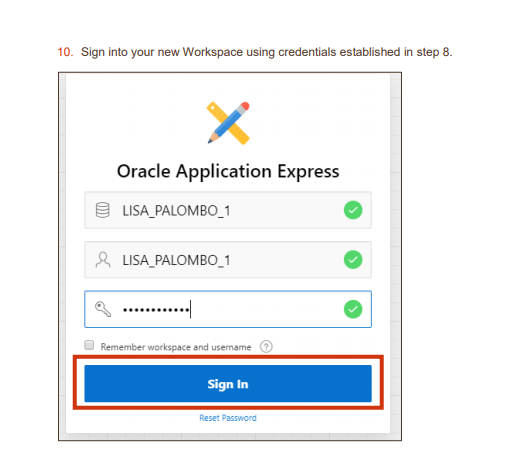 10. Sign into your new Workspace using credentials established in step 8.
Oracle Application Express
LISA_PALOMBO_1
LISA_PALOMBO_1
••••••••••••
Remember workspace and username ?
Sign In
Reset Password